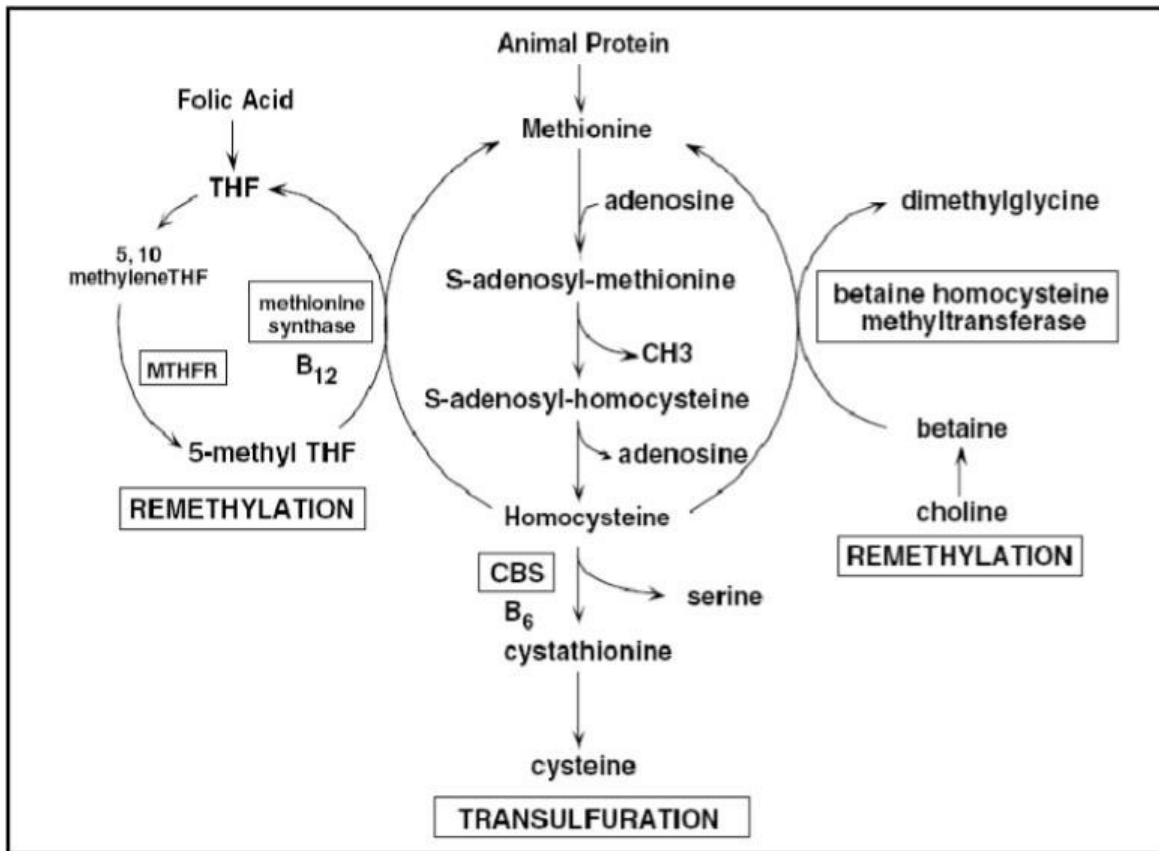 Animal Protein
Folic Acid
Methionine
THF
adenosine
dimethylglycine
5, 10
methyleneTHF
S-adenosyl-methionine
methionine
synthase
B12
betaine homocysteine
methyltransferase
CH3
MTHFR
S-adenosyl-homocysteine
5-methyl THF
adenosine
betaine
REMETHYLATION
Homocysteine
choline
REMETHYLATION
CBS
B6
serine
cystathionine
cysteine
TRANSULFURATION